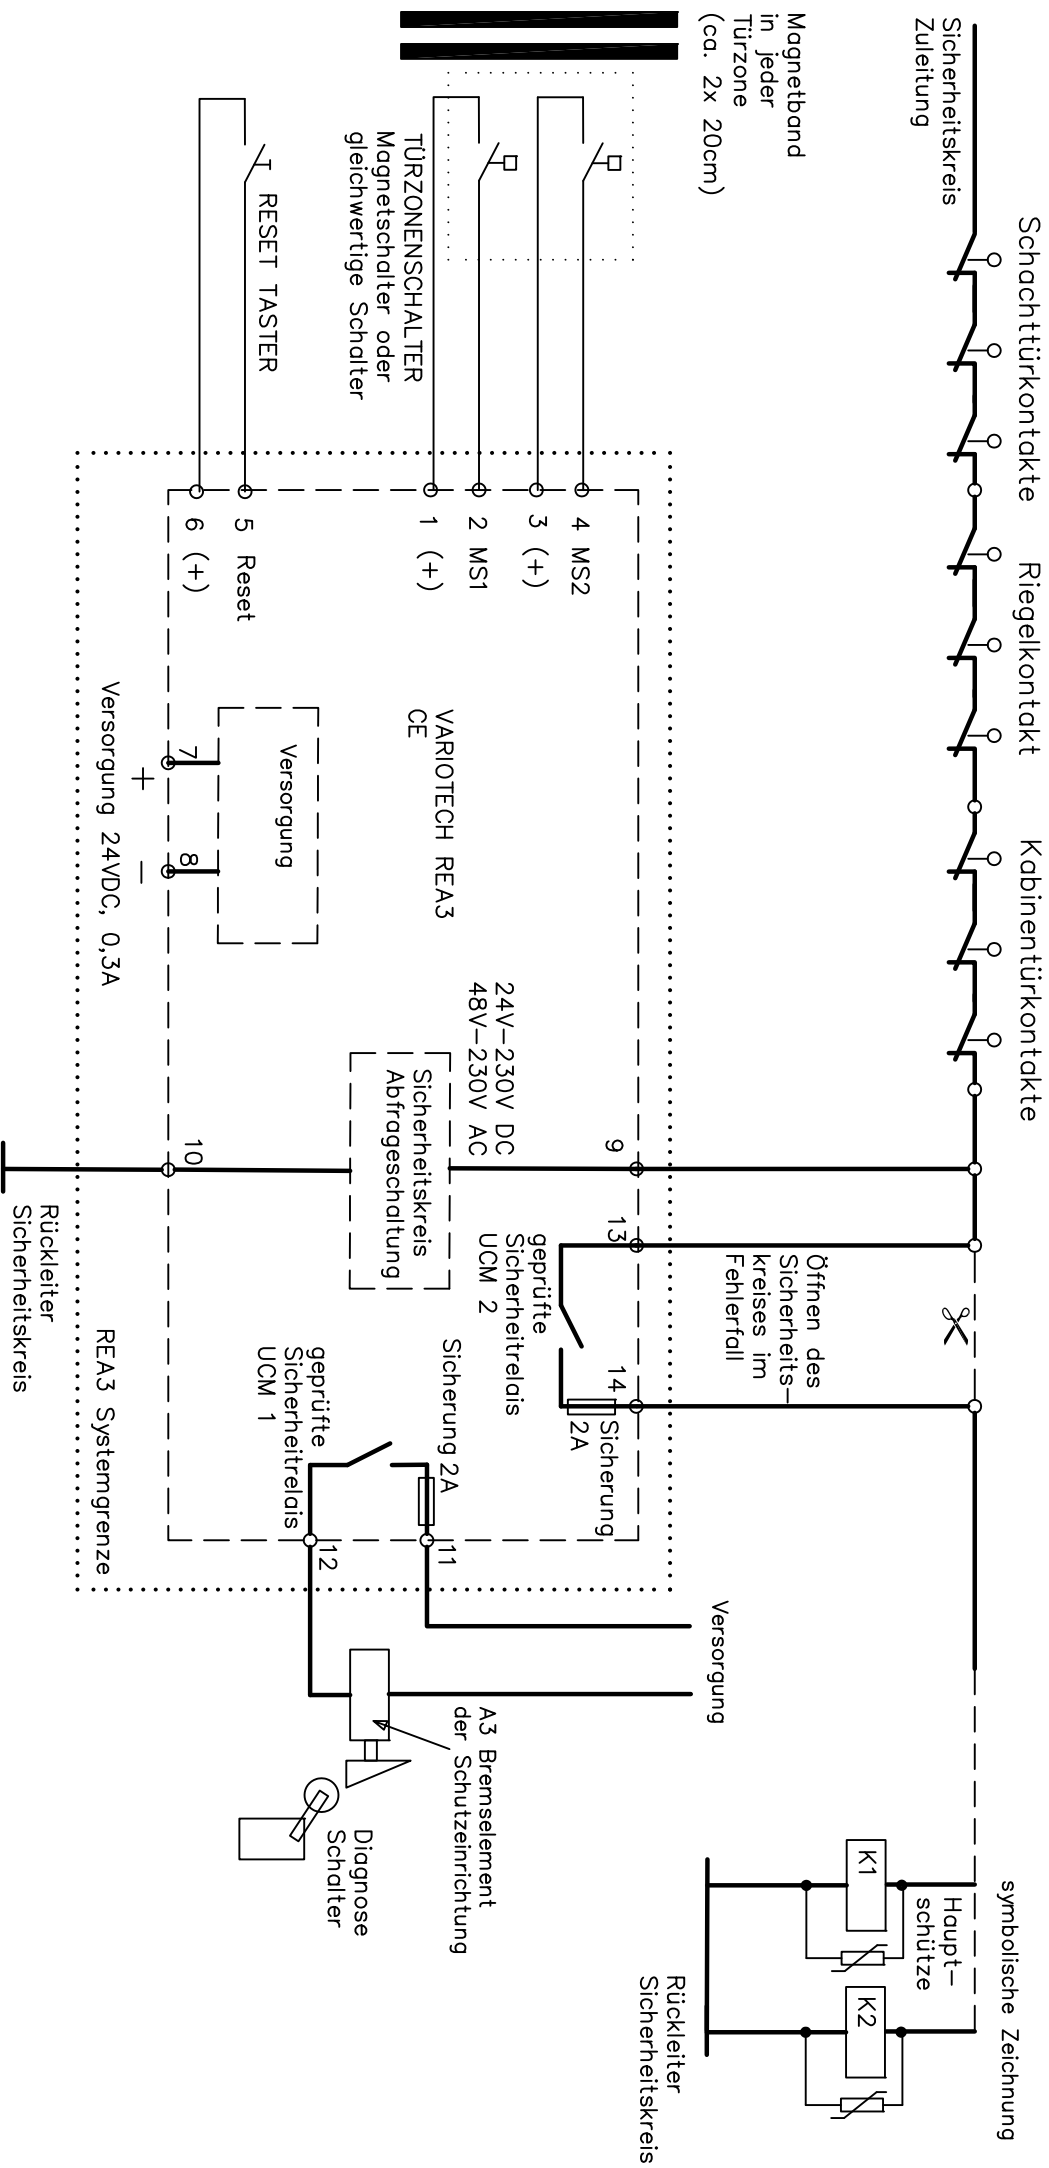 symbolische Zeichnung
Schachttürkontakte
Riegelkontakt
Kabinentürkontakte
Sicherheitskreis
Zuleitung
Haupt-
schütze
K1
K2
Rückleiter
Sicherheitskreis
Magnetband
in jeder
Türzone
(ca. 2x 20cm)
Öffnen des
Sicherheits-
kreises im
Fehlerfall
Versorgung
9
13
14
Sicherung
2A
geprüfte
Sicherheitrelais
UCM 2
4 MS2
3 (+)
2 MS1
1 (+)
TÜRZONENSCHALTER
Magnetschalter oder
gleichwertige Schalter
VARIOTECH REA3
CE
24V-230V DC
48V-230V AC
Sicherheitskreis
Abfrageschaltung
Sicherung 2A
11
12
geprüfte
Sicherheitrelais
UCM 1
A3 Bremselement
der Schutzeinrichtung
Diagnose
Schalter
RESET TASTER
5 Reset
6 (+)
Versorgung
7
8
10
+
-
Versorgung 24VDC, 0,3A
REA3 Systemgrenze
Rückleiter
Sicherheitskreis